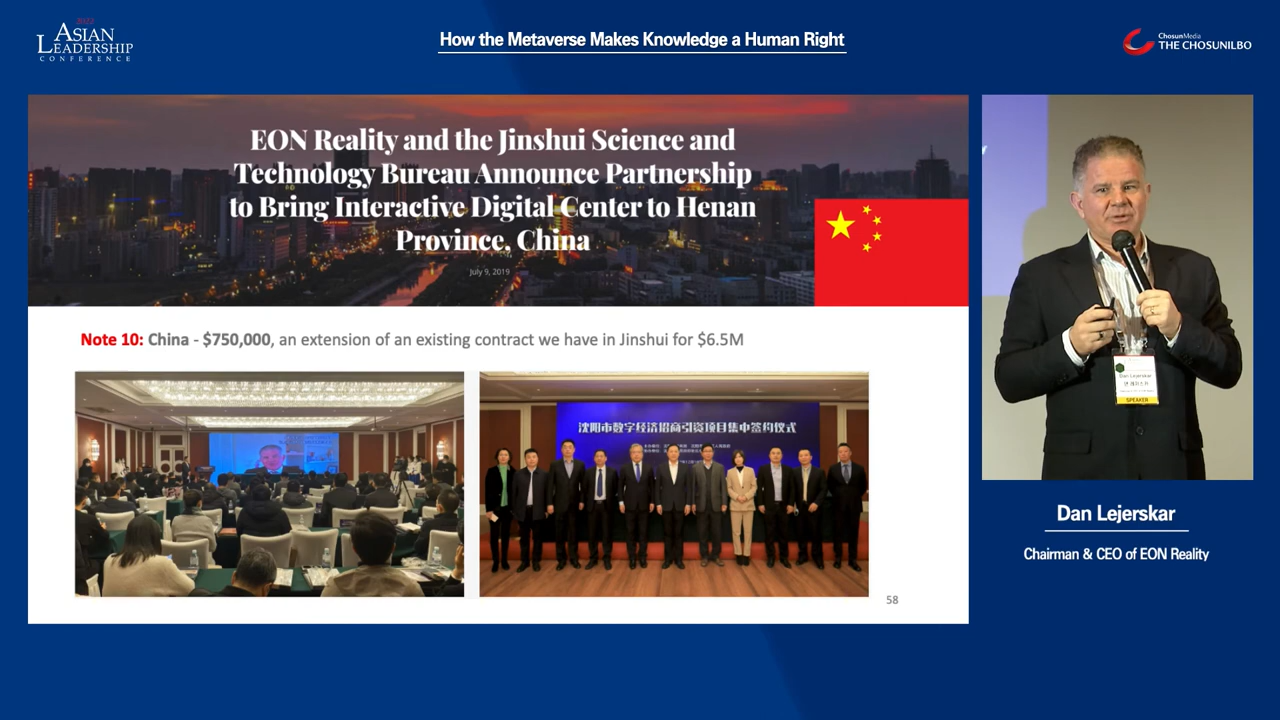 2022
ASIAN
LEADERSHIP
CONFERENCE
How the Metaverse Makes Knowledge a Human Right
ChosunMedia
THE CHOSUNILBO
EON Reality and the Jinshui Science and
Technology Bureau Announce Partnership
to Bring Interactive Digital Center to Henan
Province, China
July 9, 2019
Note 10: China - $750,000, an extension of an existing contract we have in Jinshui for $6.5M
沈阳市数字经济招商引资项目集中签约仪式
58
Dan Lejerskar
SPEAKER
Dan Lejerskar
Chairman & CEO of EON Reality